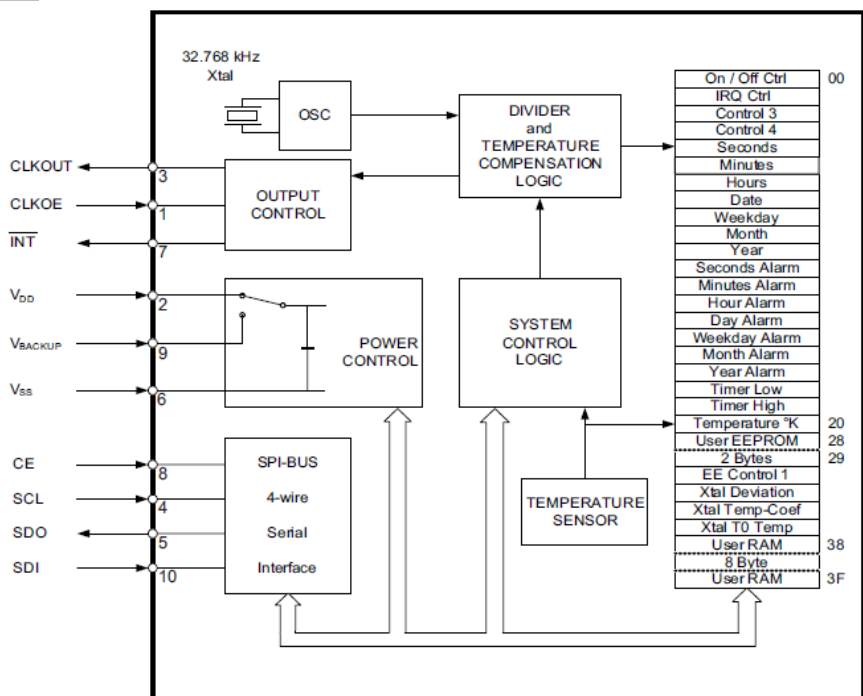 32.768 kHz
Xtal
OSC
DIVIDER
and
TEMPERATURE
COMPENSATION
LOGIC
CLKOUT
3
CLKOE
1
INT
7
OUTPUT
CONTROL
VDD
2
VBACKUP
9
VSS
6
POWER
CONTROL
SYSTEM
CONTROL
LOGIC
CE
8
SCL
4
SDO
5
SDI
10
SPI-BUS
4-wire
Serial
Interface
TEMPERATURE
SENSOR
On / Off Ctrl 00
IRQ Ctrl
Control 3
Control 4
Seconds
Minutes
Hours
Date
Weekday
Month
Year
Seconds Alarm
Minutes Alarm
Hour Alarm
Day Alarm
Weekday Alarm
Month Alarm
Year Alarm
Timer Low
Timer High
Temperature °K 20
User EEPROM 28
2 Bytes 29
EE Control 1
Xtal Deviation
Xtal Temp-Coef
Xtal T0 Temp
User RAM 38
8 Byte
User RAM 3F